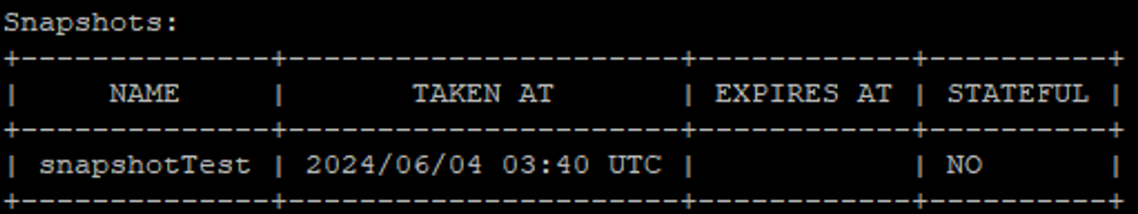 Snapshots:
+--------------+----------------------+------------+----------+
|     NAME     |       TAKEN AT       | EXPIRES AT | STATEFUL |
+--------------+----------------------+------------+----------+
| snapshotTest | 2024/06/04 03:40 UTC |            | NO       |
+--------------+----------------------+------------+----------+